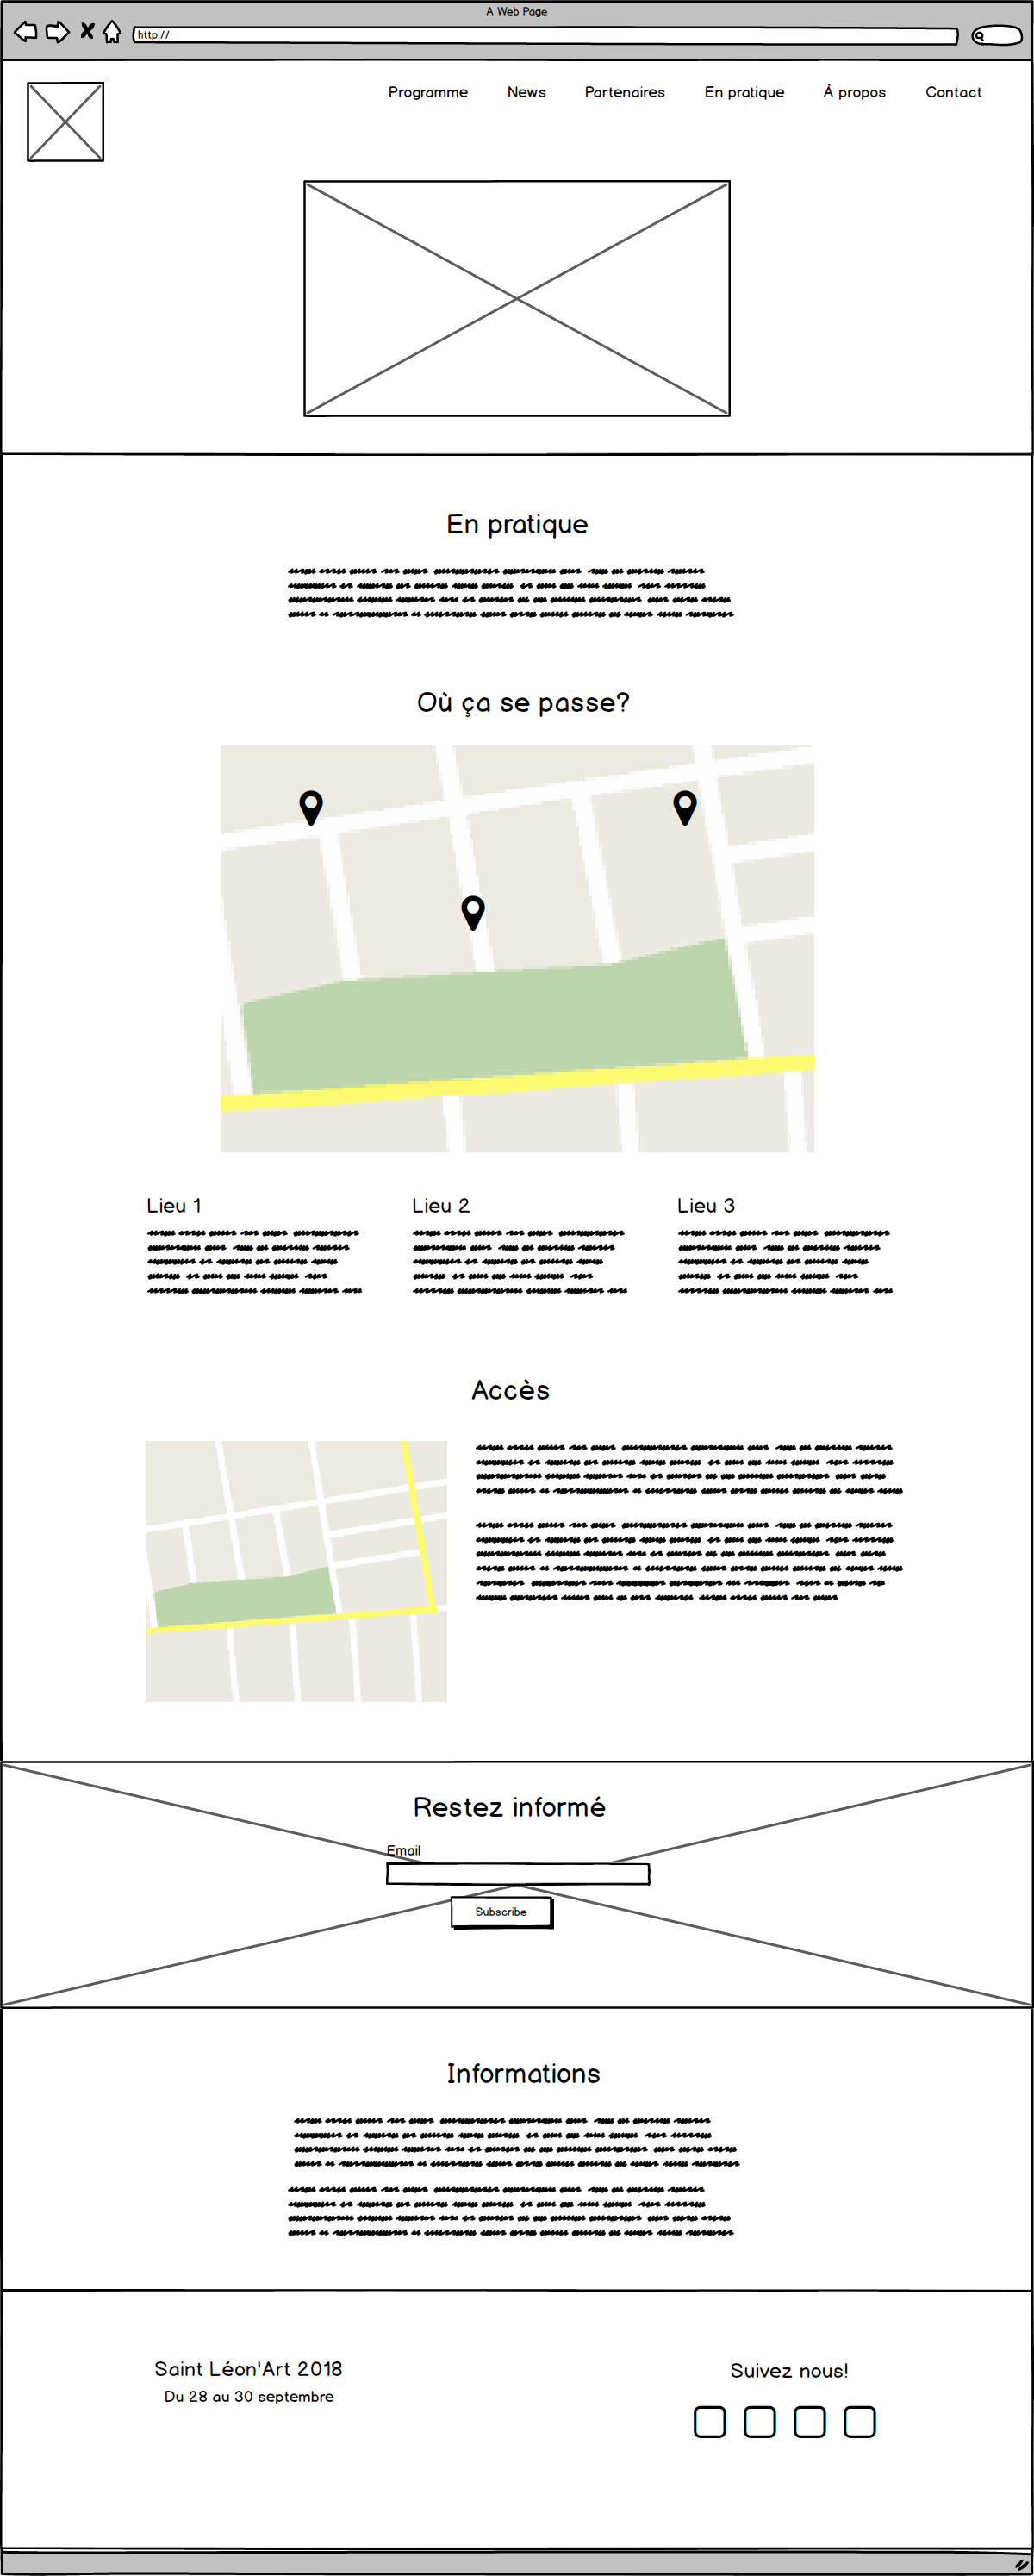 A Web Page
http://
Programme News Partenaires En pratique À propos Contact
En pratique
Où ça se passe?
Lieu 1 Lieu 2 Lieu 3
Accès
Restez informé
Email
Subscribe
Informations
Saint Léon'Art 2018
Du 28 au 30 septembre
Suivez nous!